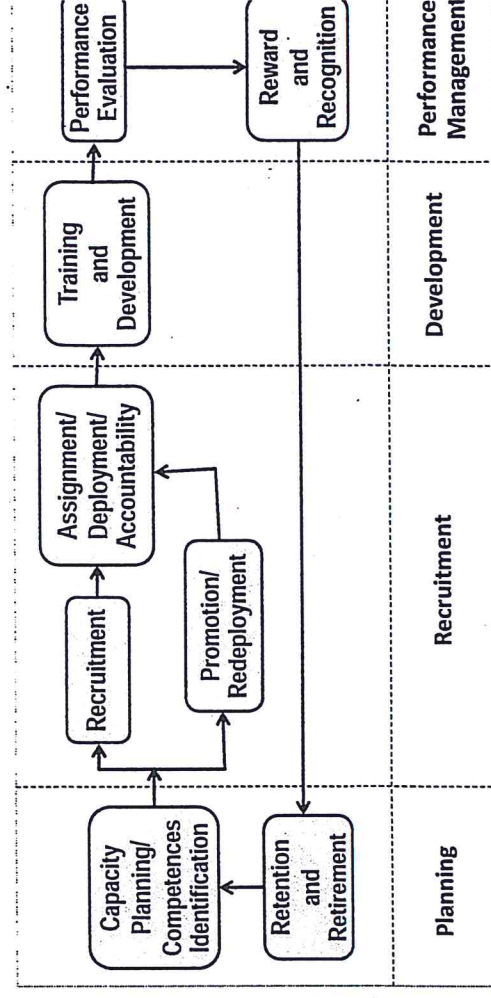 Capacity
Planning/
Competences
Identification
Retention
and
Retirement
Planning
Recruitment
Promotion/
Redeployment
Assignment/
Deployment/
Accountability
Recruitment
Training
and
Development
Development
Performance
Evaluation
Reward
and
Recognition
Performance
Management